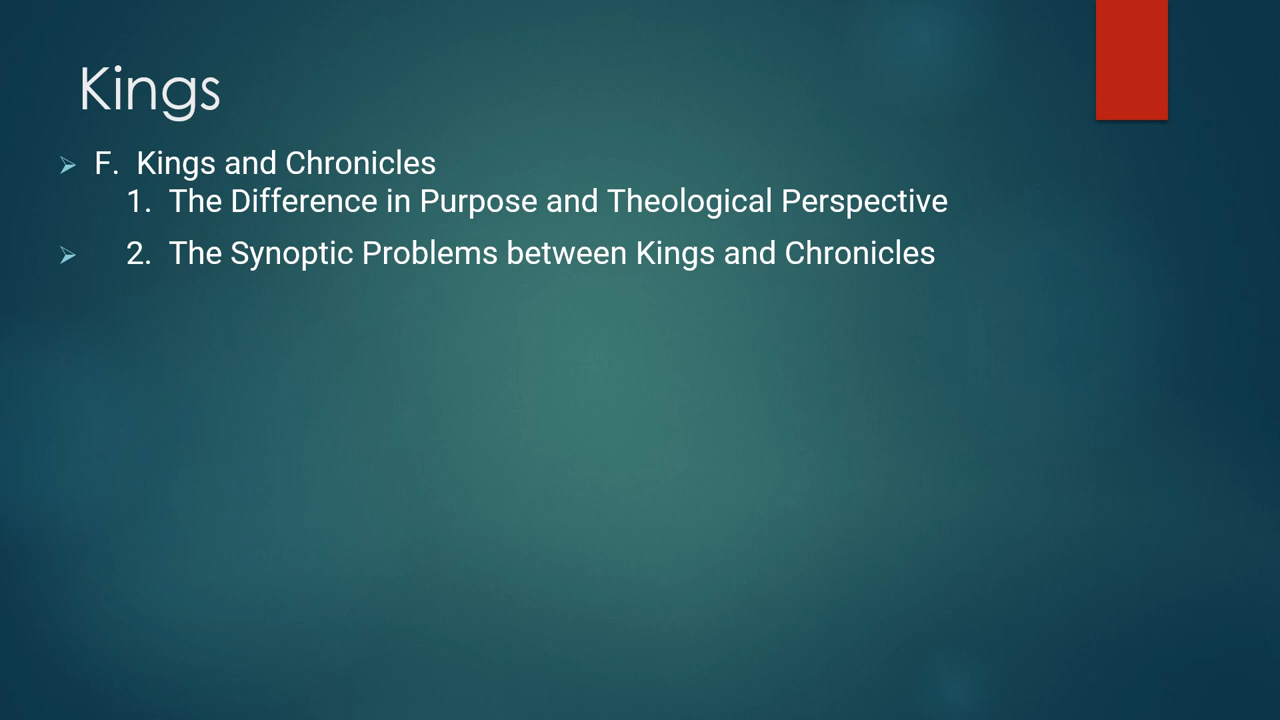 Kings
F. Kings and Chronicles
1. The Difference in Purpose and Theological Perspective
2. The Synoptic Problems between Kings and Chronicles